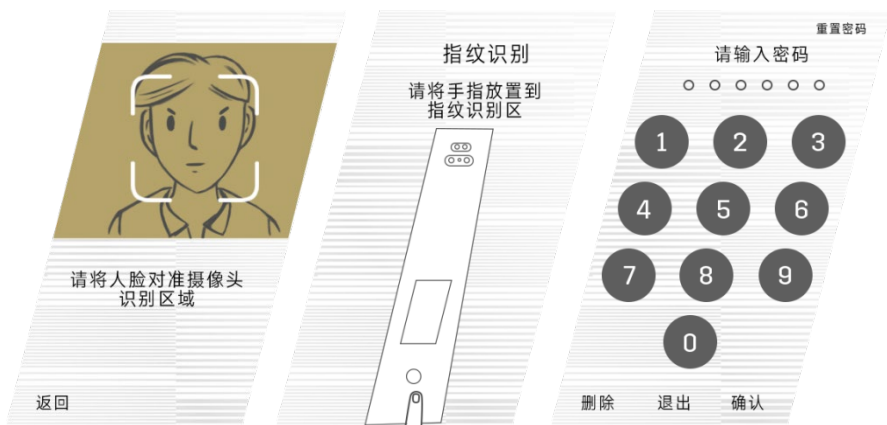 请将人脸对准摄像头
识别区域
返回
指纹识别
请将手指放置到
指纹识别区
重置密码
请输入密码
1 2 3
4 5 6
7 8 9
0
删除 退出 确认